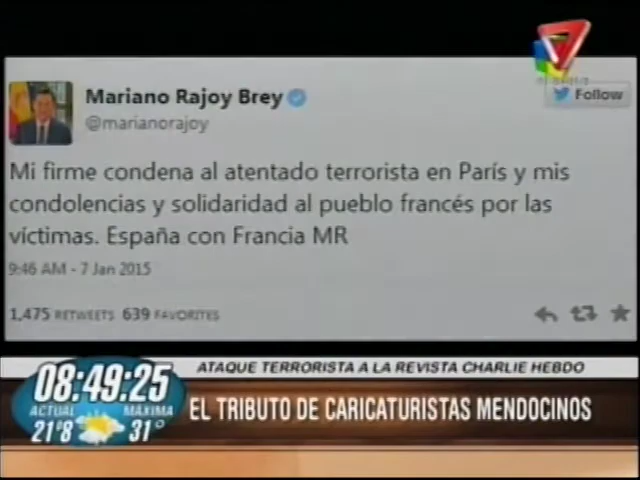 Mariano Rajoy Brey
@marianorajoy
Follow
Mi firme condena al atentado terrorista en París y mis
condolencias y solidaridad al pueblo francés por las
víctimas. España con Francia MR
9:46 AM - 7 Jan 2015
1,475 RETWEETS 639 FAVORITES
ATAQUE TERRORISTA A LA REVISTA CHARLIE HEBDO
08:49:25
ACTUAL MÁXIMA
21°8 31°
EL TRIBUTO DE CARICATURISTAS MENDOCINOS